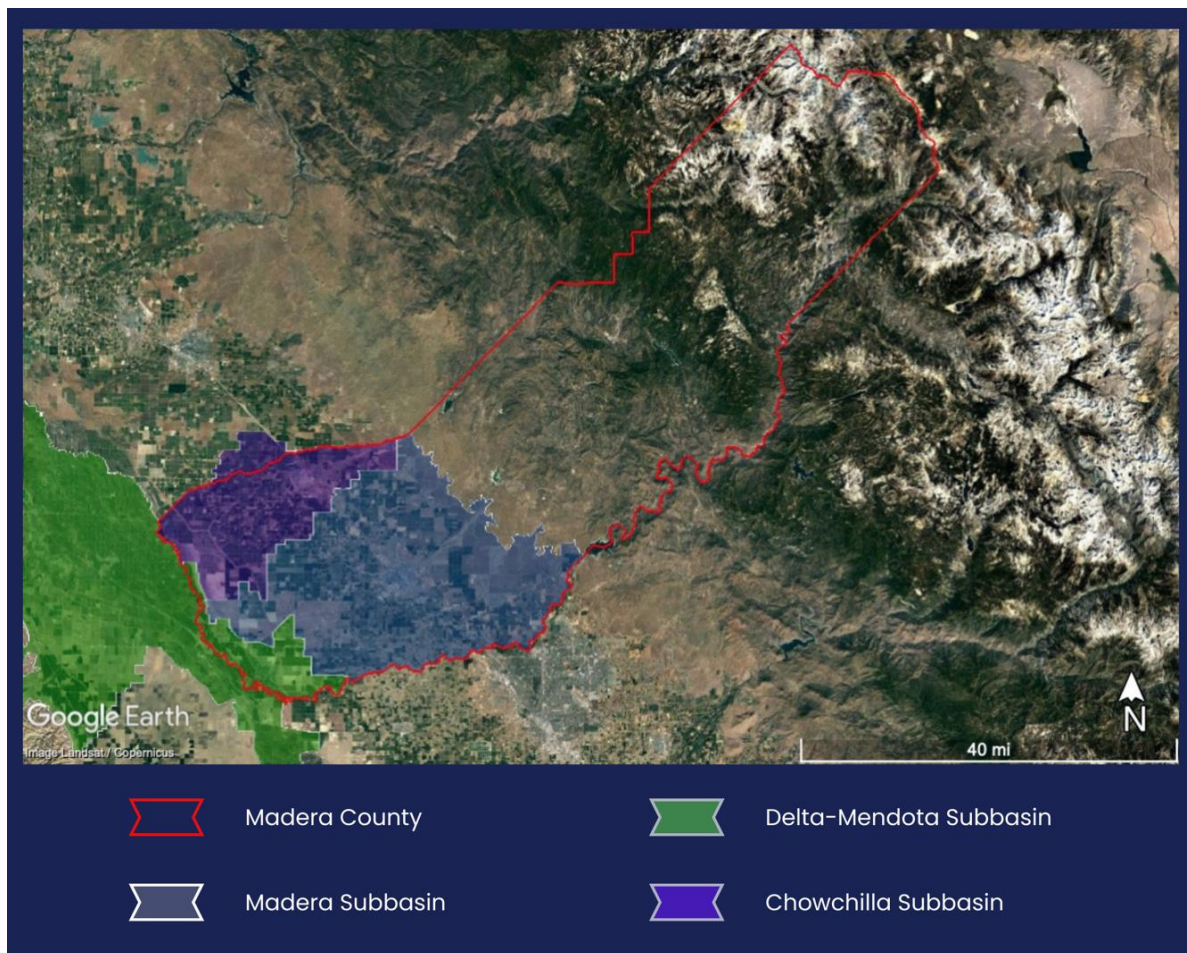 Google Earth
Image Landsat / Copernicus
N
40 mi
Madera County
Delta-Mendota Subbasin
Madera Subbasin
Chowchilla Subbasin